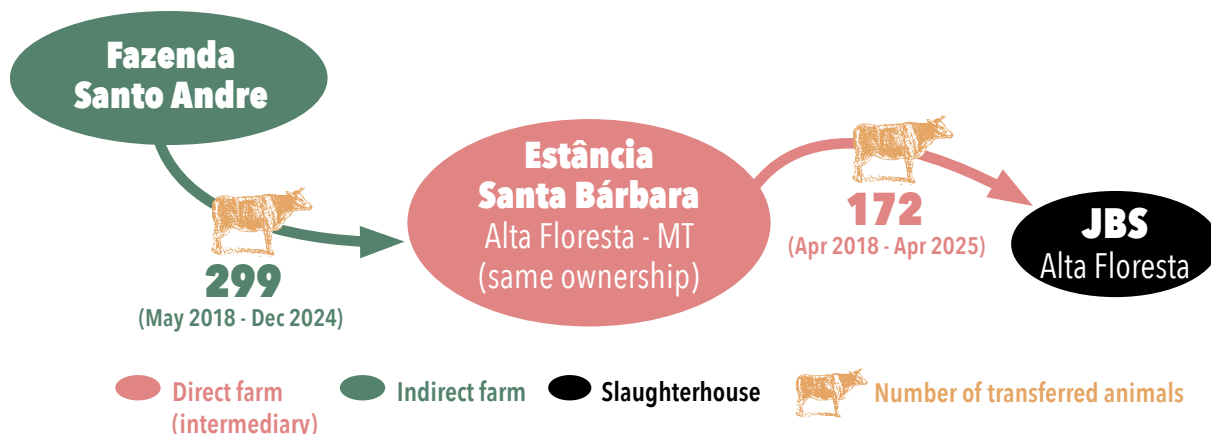 Fazenda
Santo Andre
299
(May 2018 - Dec 2024)
Estância
Santa Bárbara
Alta Floresta - MT
(same ownership)
172
(Apr 2018 - Apr 2025)
JBS
Alta Floresta
Direct farm
(intermediary)
Indirect farm
Slaughterhouse
Number of transferred animals